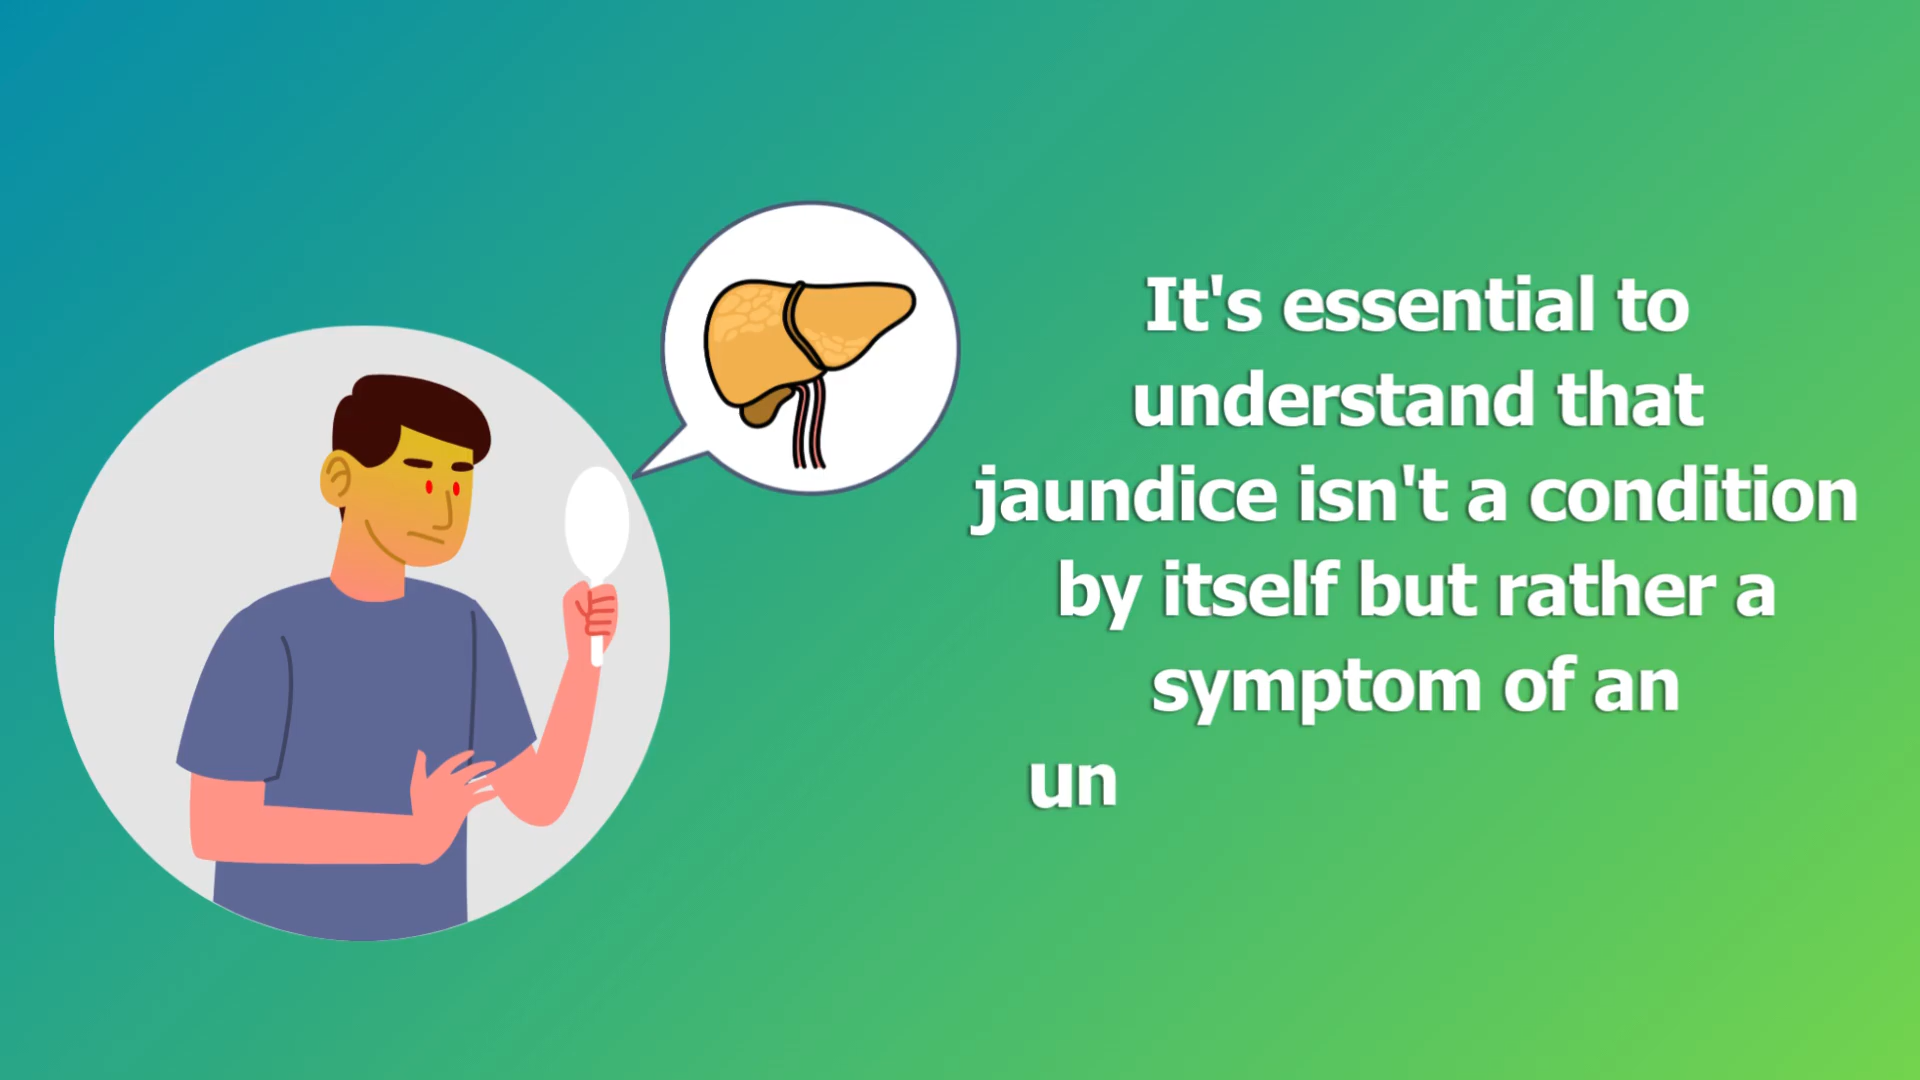 It's essential to
understand that
jaundice isn't a condition
by itself but rather a
symptom of an
un